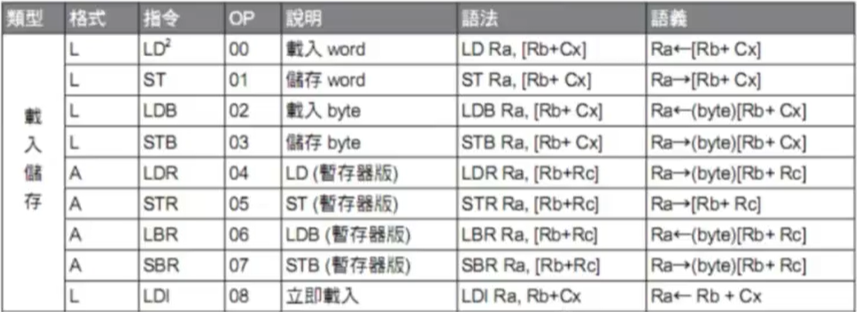 類型 格式 指令 OP 說明 語法 語義
載入儲存
L LD² 00 載入 word LD Ra, [Rb+Cx] Ra←[Rb+ Cx]
L ST 01 儲存 word ST Ra, [Rb+ Cx] Ra→[Rb+ Cx]
L LDB 02 載入 byte LDB Ra, [Rb+ Cx] Ra←(byte)[Rb+ Cx]
L STB 03 儲存 byte STB Ra, [Rb+ Cx] Ra→(byte)[Rb+ Cx]
A LDR 04 LD (暫存器版) LDR Ra, [Rb+Rc] Ra→(byte)[Rb+ Rc]
A STR 05 ST (暫存器版) STR Ra, [Rb+Rc] Ra→[Rb+ Rc]
A LBR 06 LDB (暫存器版) LBR Ra, [Rb+Rc] Ra←(byte)[Rb+ Rc]
A SBR 07 STB (暫存器版) SBR Ra, [Rb+Rc] Ra→(byte)[Rb+ Rc]
L LDI 08 立即載入 LDI Ra, Rb+Cx Ra← Rb + Cx